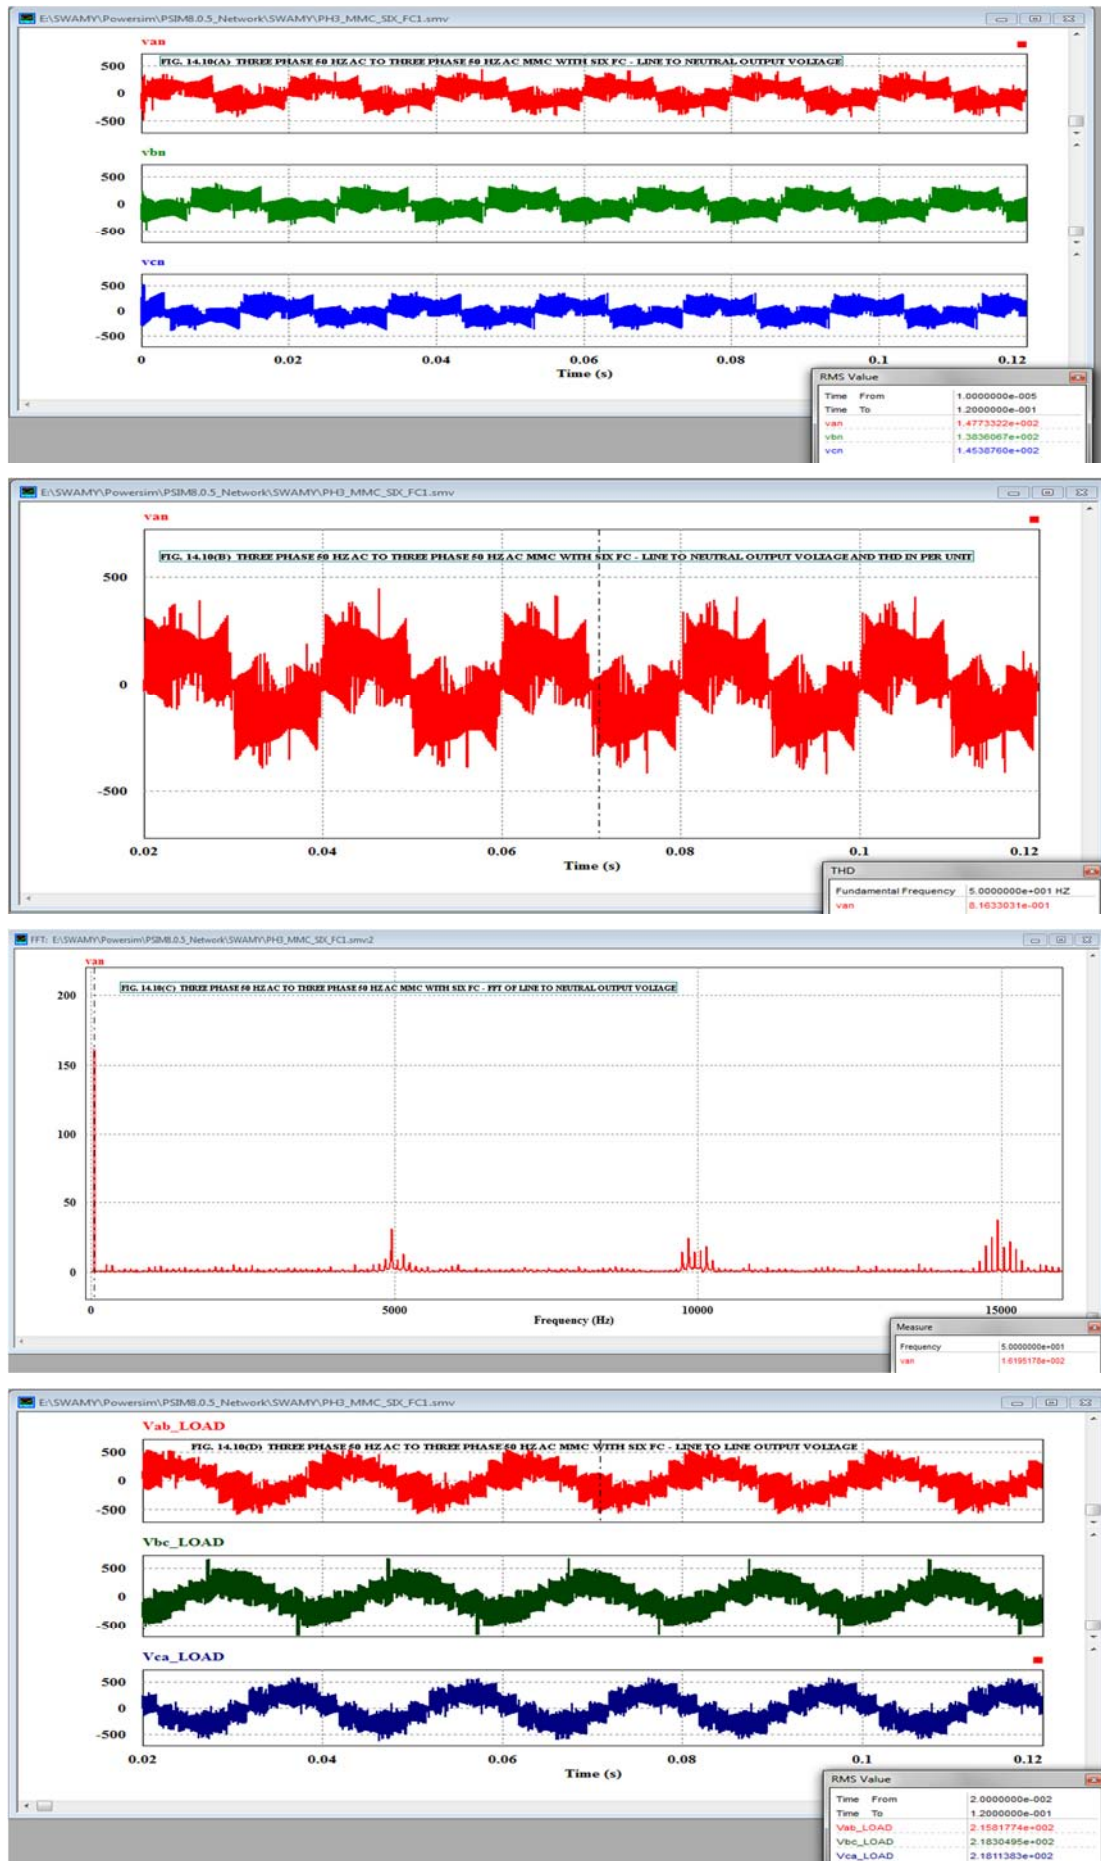 E:\SWAMY\Powersim\PSIM8.0.5_Network\SWAMY\PH3_MMC_SIX_FC1.smv
van
FIG. 14.10(A) THREE PHASE 50 HZ AC TO THREE PHASE 50 HZ AC MMC WITH SIX FC - LINE TO NEUTRAL OUTPUT VOLTAGE
500
0
-500
vbn
500
0
-500
vcn
500
0
-500
0 0.02 0.04 0.06 0.08 0.1 0.12
Time (s)
RMS Value
Time From 1.0000000e-005
Time To 1.2000000e-001
van 1.4773322e+002
vbn 1.3836067e+002
vcn 1.4538760e+002
E:\SWAMY\Powersim\PSIM8.0.5_Network\SWAMY\PH3_MMC_SIX_FC1.smv
van
FIG. 14.10(B) THREE PHASE 50 HZ AC TO THREE PHASE 50 HZ AC MMC WITH SIX FC - LINE TO NEUTRAL OUTPUT VOLTAGE AND THD IN PER UNIT
500
0
-500
0.02 0.04 0.06 0.08 0.1 0.12
Time (s)
THD
Fundamental Frequency 5.0000000e+001 HZ
van 8.1633031e-001
FFT: E:\SWAMY\Powersim\PSIM8.0.5_Network\SWAMY\PH3_MMC_SIX_FC1.smv:2
van
FIG. 14.10(C) THREE PHASE 50 HZ AC TO THREE PHASE 50 HZ AC MMC WITH SIX FC - FFT OF LINE TO NEUTRAL OUTPUT VOLTAGE
200
150
100
50
0
0 5000 10000 15000
Frequency (Hz)
Measure
Frequency 5.0000000e+001
van 1.6195178e+002
E:\SWAMY\Powersim\PSIM8.0.5_Network\SWAMY\PH3_MMC_SIX_FC1.smv
Vab_LOAD
FIG. 14.10(D) THREE PHASE 50 HZ AC TO THREE PHASE 50 HZ AC MMC WITH SIX FC - LINE TO LINE OUTPUT VOLTAGE
500
0
-500
Vbc_LOAD
500
0
-500
Vca_LOAD
500
0
-500
0.02 0.04 0.06 0.08 0.1 0.12
Time (s)
RMS Value
Time From 2.0000000e-002
Time To 1.2000000e-001
Vab_LOAD 2.1581774e+002
Vbc_LOAD 2.1830495e+002
Vca_LOAD 2.1811383e+002